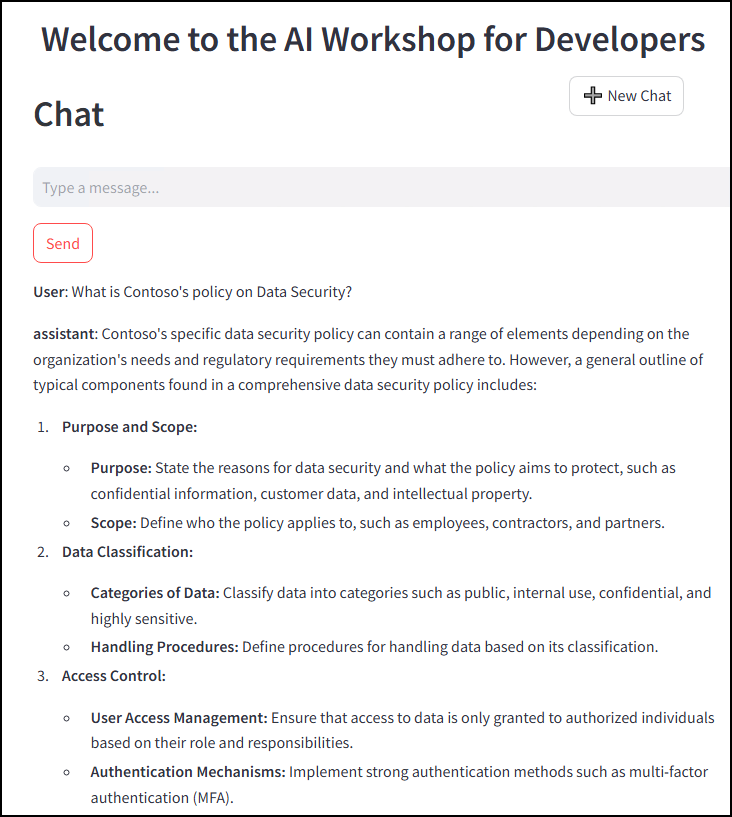 Welcome to the AI Workshop for Developers
➕ New Chat
Chat
Type a message...
Send
User: What is Contoso's policy on Data Security?
assistant: Contoso's specific data security policy can contain a range of elements depending on the
organization's needs and regulatory requirements they must adhere to. However, a general outline of
typical components found in a comprehensive data security policy includes:
1. Purpose and Scope:
◦ Purpose: State the reasons for data security and what the policy aims to protect, such as
confidential information, customer data, and intellectual property.
◦ Scope: Define who the policy applies to, such as employees, contractors, and partners.
2. Data Classification:
◦ Categories of Data: Classify data into categories such as public, internal use, confidential, and
highly sensitive.
◦ Handling Procedures: Define procedures for handling data based on its classification.
3. Access Control:
◦ User Access Management: Ensure that access to data is only granted to authorized individuals
based on their role and responsibilities.
◦ Authentication Mechanisms: Implement strong authentication methods such as multi-factor
authentication (MFA).